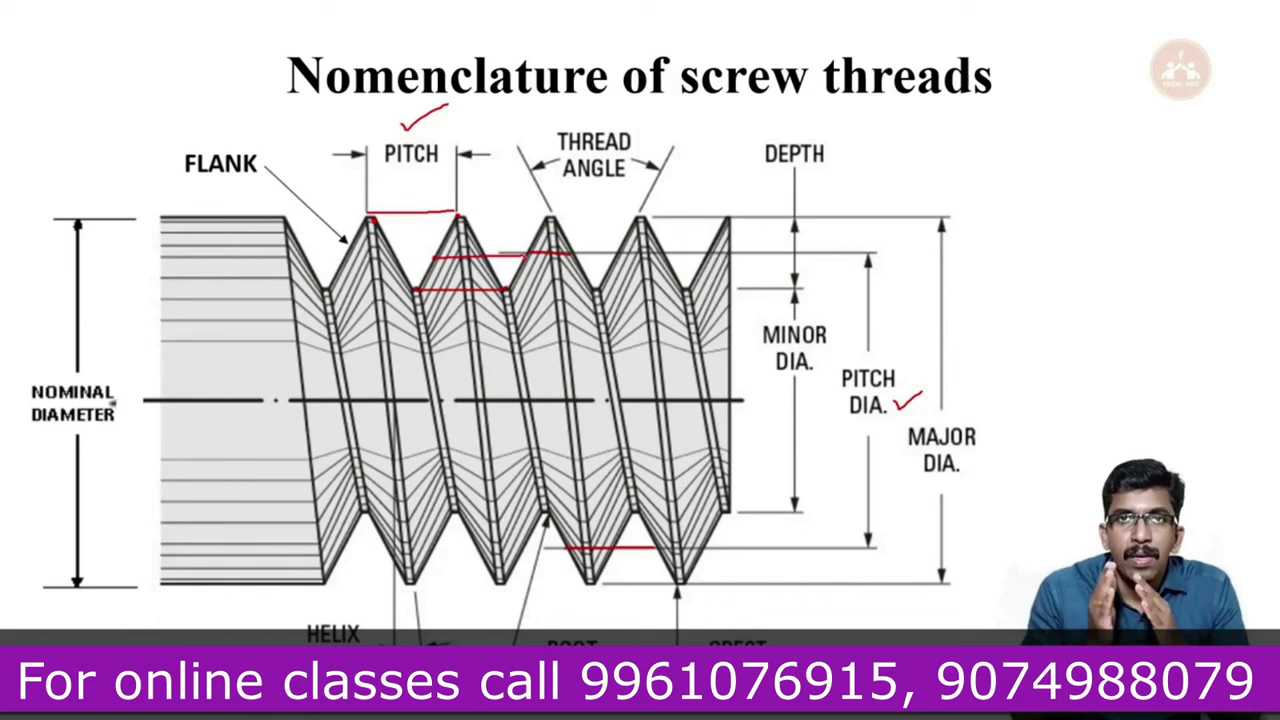 Nomenclature of screw threads
FLANK
PITCH
THREAD
ANGLE
DEPTH
NOMINAL
DIAMETER
MINOR
DIA.
PITCH
DIA.
MAJOR
DIA.
HELIX
For online classes call 9961076915, 9074988079